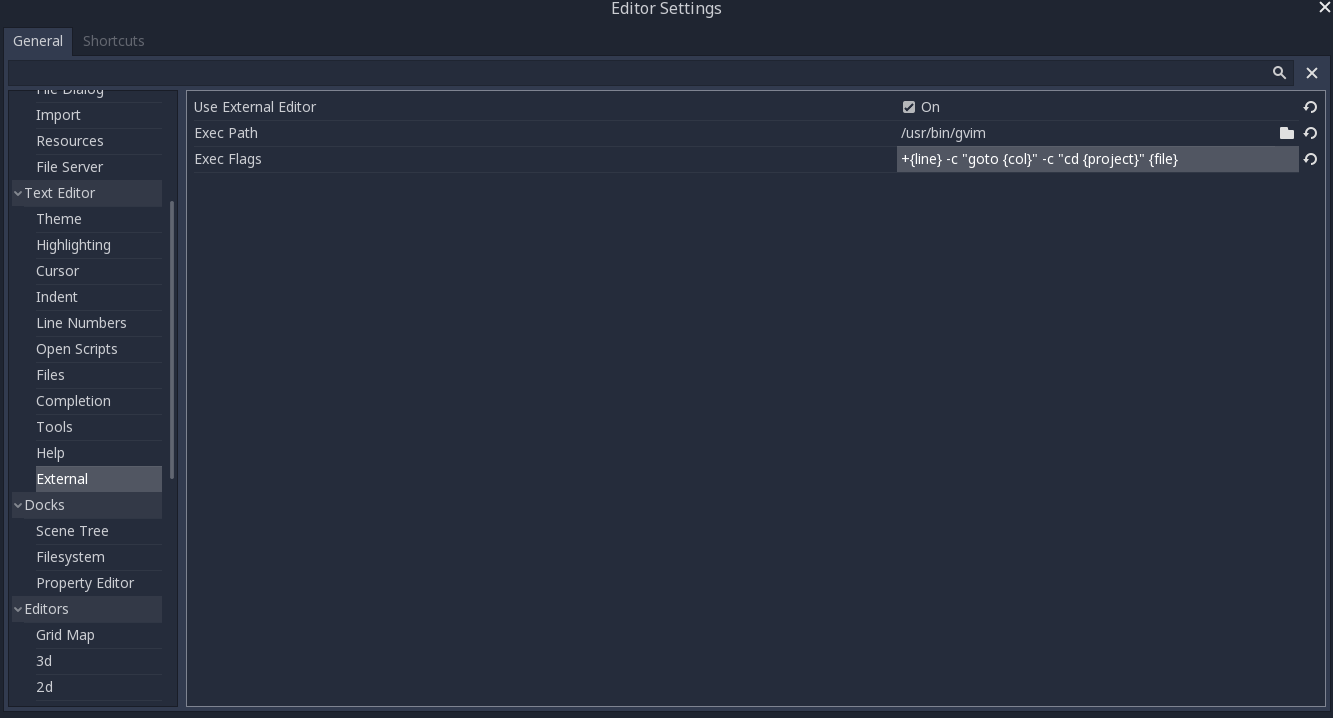 Editor Settings
General Shortcuts
File Dialog
Import
Resources
File Server
Text Editor
Theme
Highlighting
Cursor
Indent
Line Numbers
Open Scripts
Files
Completion
Tools
Help
External
Docks
Scene Tree
Filesystem
Property Editor
Editors
Grid Map
3d
2d
Use External Editor On
Exec Path /usr/bin/gvim
Exec Flags +{line} -c "goto {col}" -c "cd {project}" {file}